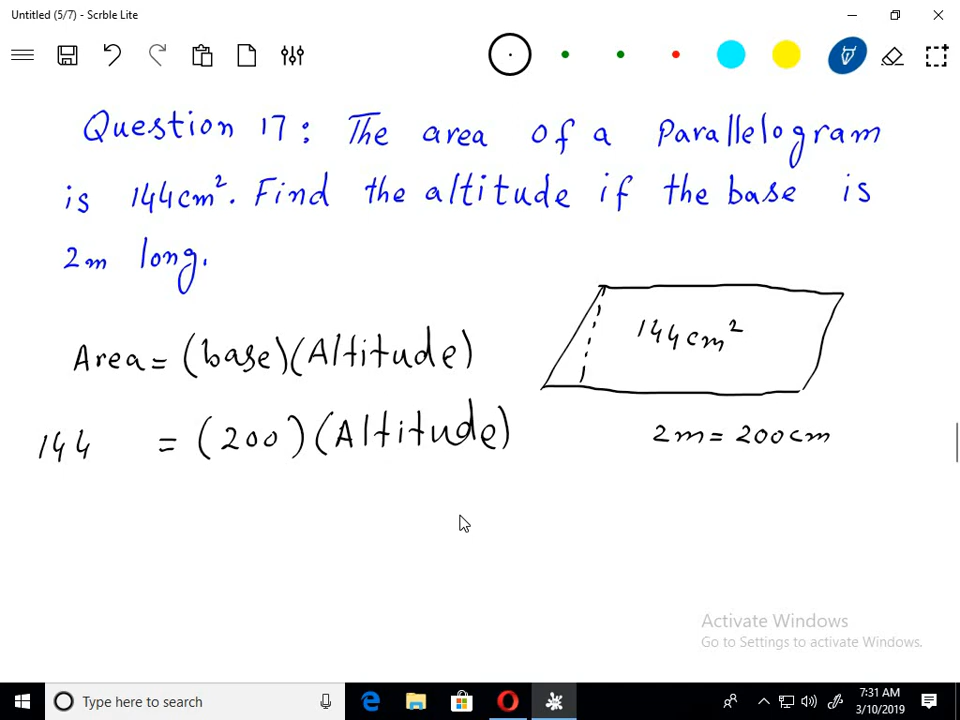 Untitled (5/7) - Scrble Lite
Question 17: The area of a Parallelogram
is 144cm². Find the altitude if the base is
2m long.
144cm²
Area = (base)(Altitude)
144 = (200)(Altitude)
2m = 200cm
Activate Windows
Go to Settings to activate Windows.
Type here to search
7:31 AM
3/10/2019